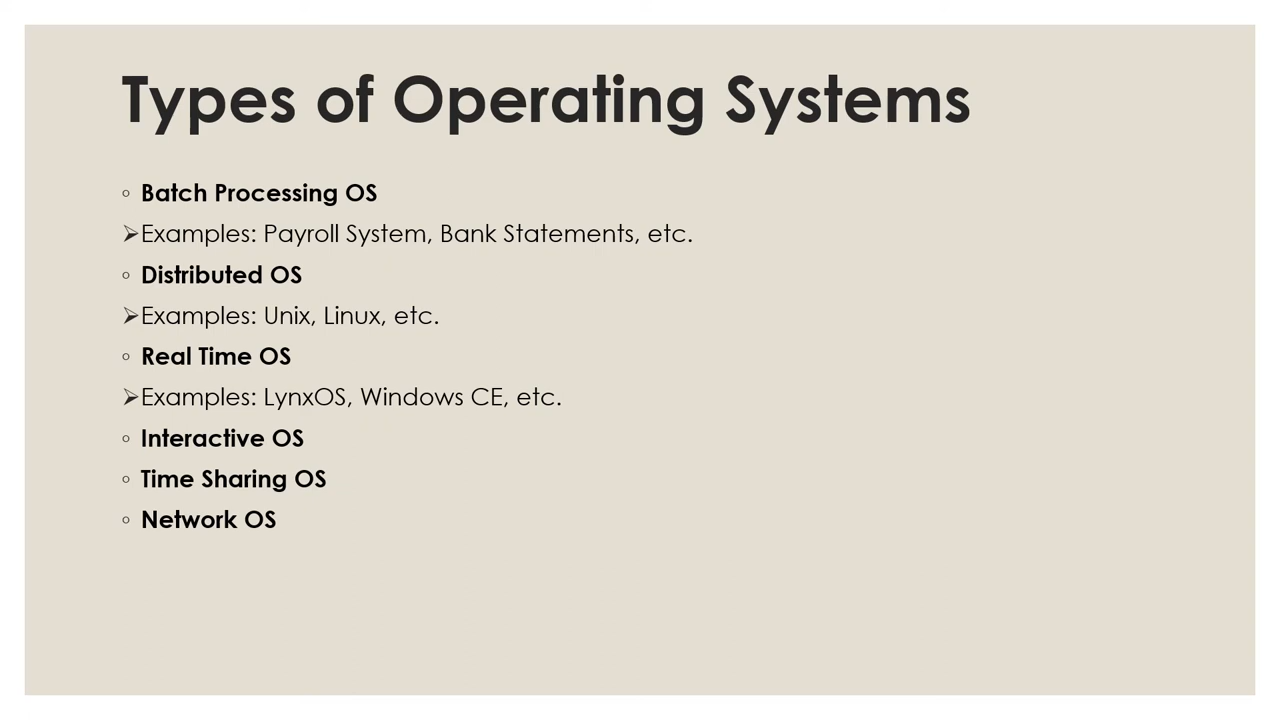 Types of Operating Systems
◦ Batch Processing OS
➢Examples: Payroll System, Bank Statements, etc.
◦ Distributed OS
➢Examples: Unix, Linux, etc.
◦ Real Time OS
➢Examples: LynxOS, Windows CE, etc.
◦ Interactive OS
◦ Time Sharing OS
◦ Network OS